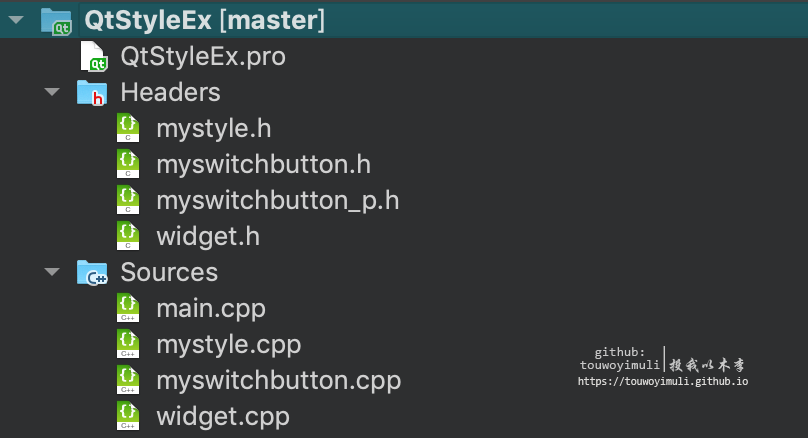 QtStyleEx [master]
QtStyleEx.pro
Headers
mystyle.h
myswitchbutton.h
myswitchbutton_p.h
widget.h
Sources
main.cpp
mystyle.cpp
myswitchbutton.cpp
widget.cpp
github:
touwoyimuli 投我以木李
https://touwoyimuli.github.io